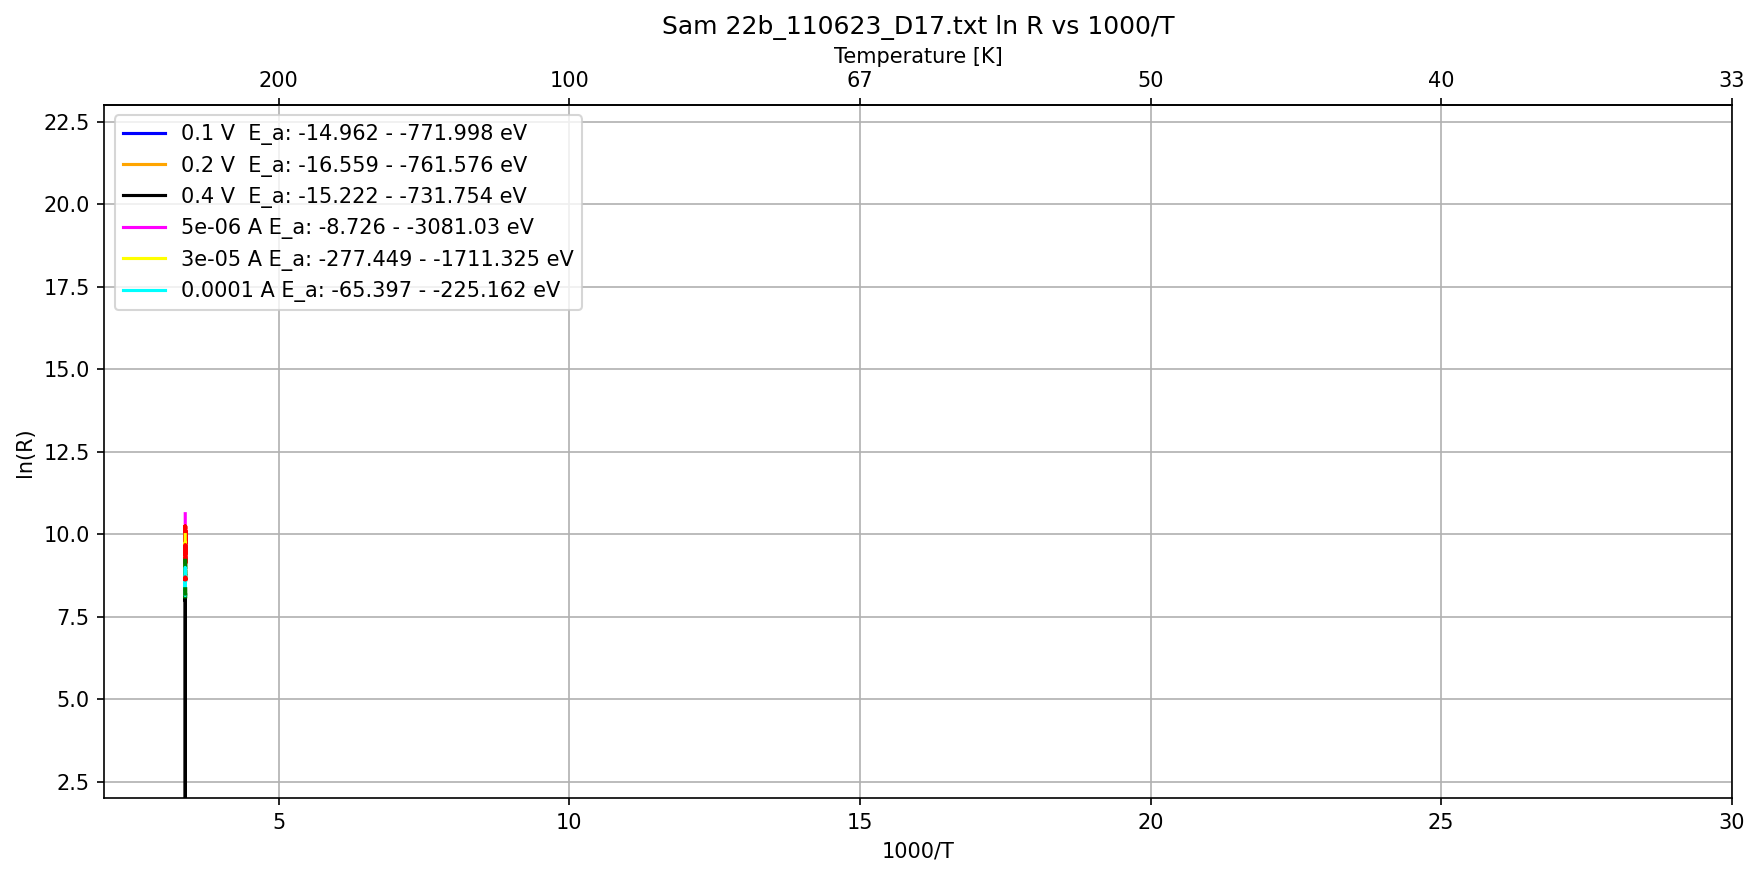 Sam 22b_110623_D17.txt ln R vs 1000/T
Temperature [K]
200 100 67 50 40 33
22.5
20.0
17.5
15.0
12.5
10.0
7.5
5.0
2.5
ln(R)
0.1 V  E_a: -14.962 - -771.998 eV
0.2 V  E_a: -16.559 - -761.576 eV
0.4 V  E_a: -15.222 - -731.754 eV
5e-06 A E_a: -8.726 - -3081.03 eV
3e-05 A E_a: -277.449 - -1711.325 eV
0.0001 A E_a: -65.397 - -225.162 eV
5 10 15 20 25 30
1000/T